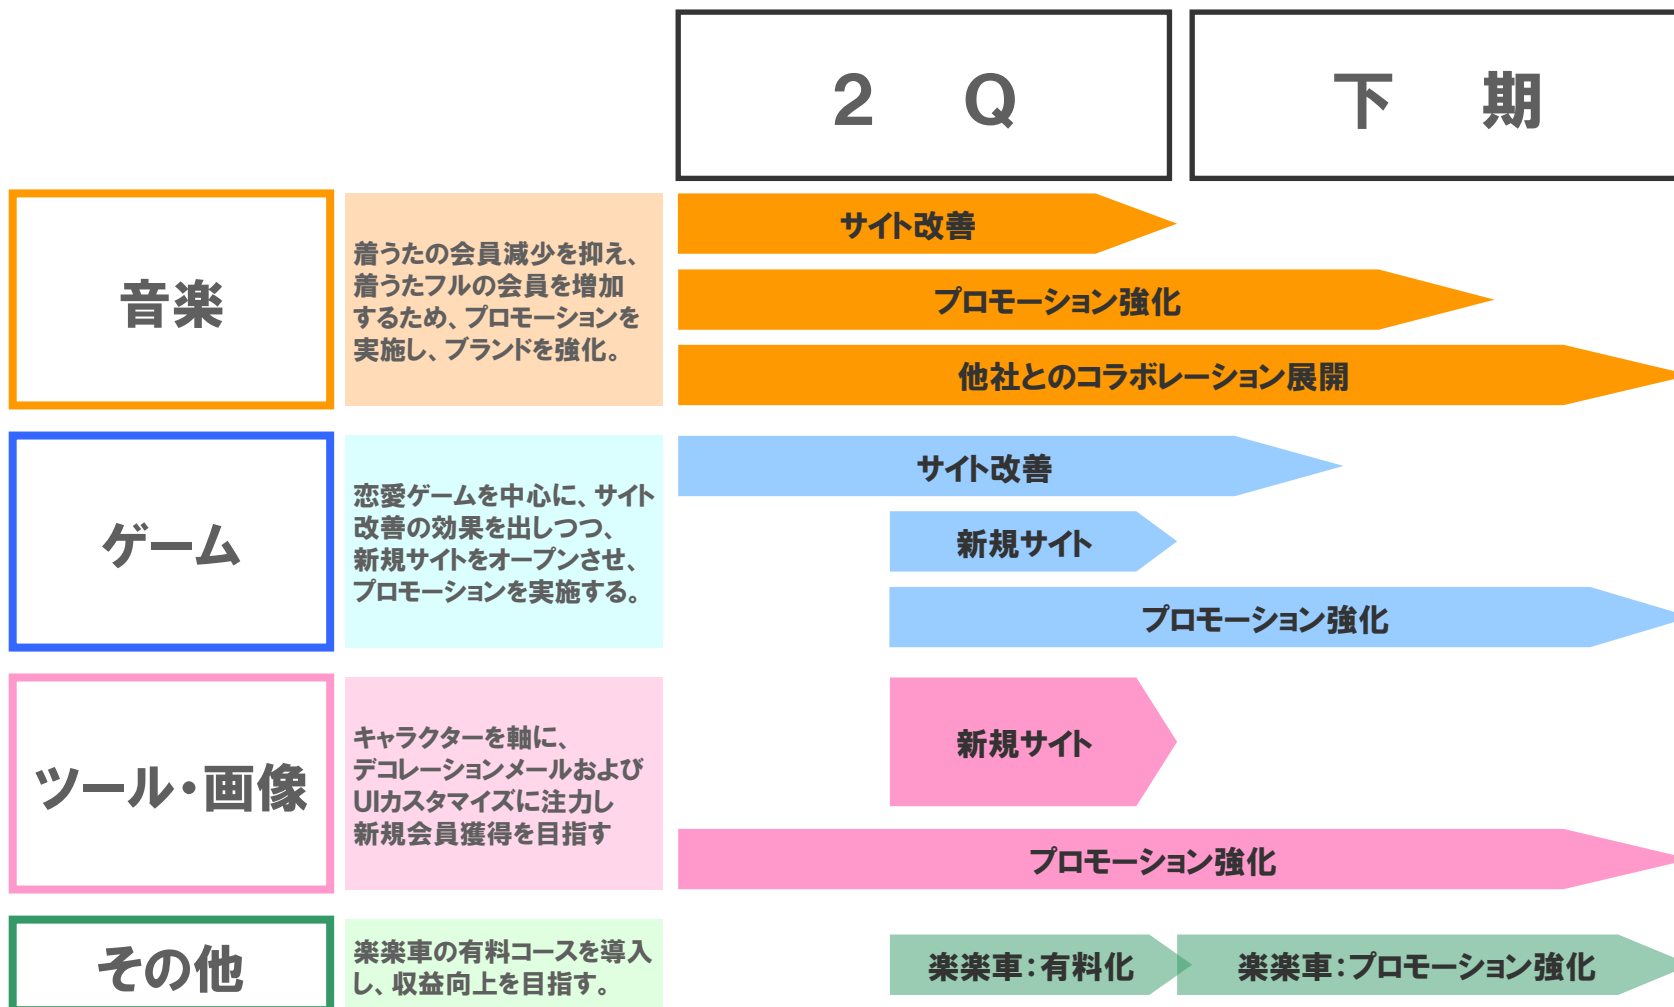 ２　Q
下　期
音楽
着うたの会員減少を抑え、
着うたフルの会員を増加
するため、プロモーションを
実施し、ブランドを強化。
サイト改善
プロモーション強化
他社とのコラボレーション展開
ゲーム
恋愛ゲームを中心に、サイト
改善の効果を出しつつ、
新規サイトをオープンさせ、
プロモーションを実施する。
サイト改善
新規サイト
プロモーション強化
ツール・画像
キャラクターを軸に、
デコレーションメールおよび
UIカスタマイズに注力し
新規会員獲得を目指す
新規サイト
プロモーション強化
その他
楽楽車の有料コースを導入
し、収益向上を目指す。
楽楽車：有料化
楽楽車：プロモーション強化